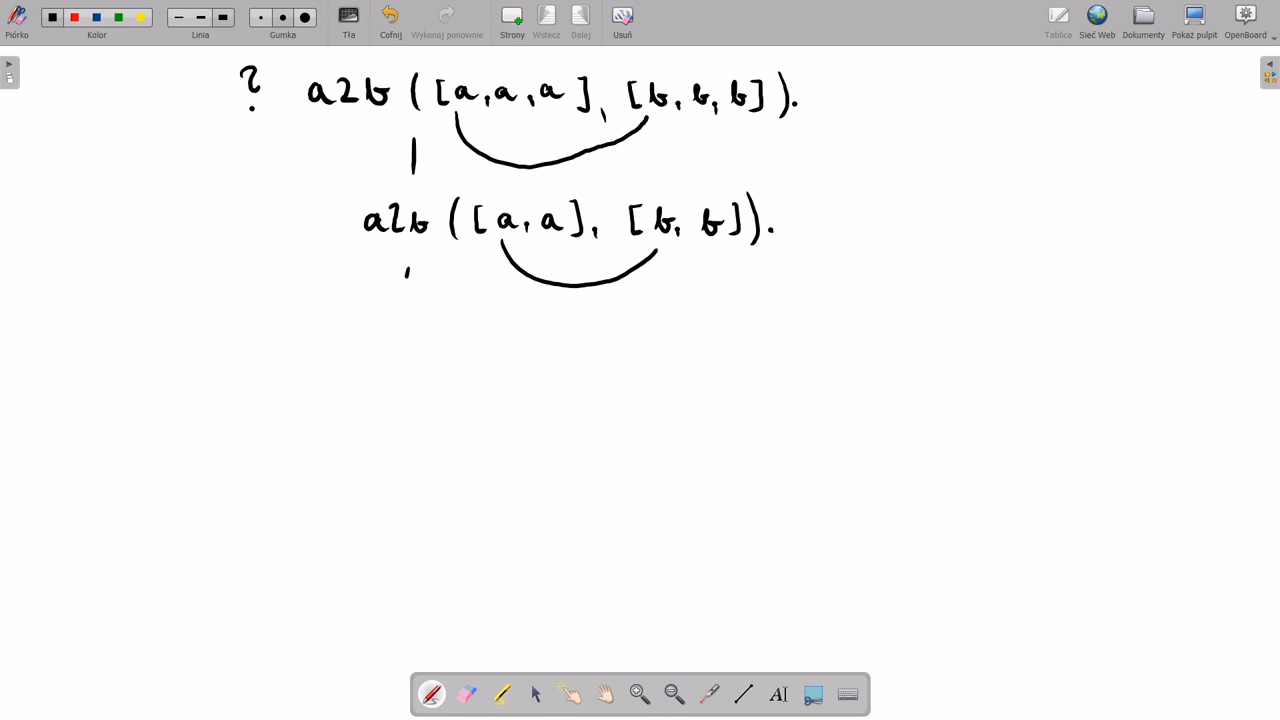 Piórko Kolor Linia Gumka Tła Cofnij Wykonaj ponownie Strony Wstecz Dalej Usuń Tablica Sieć Web Dokumenty Pokaż pulpit OpenBoard
? a2b ([a,a,a], [b,b,b]).
a2b ([a,a], [b,b]).